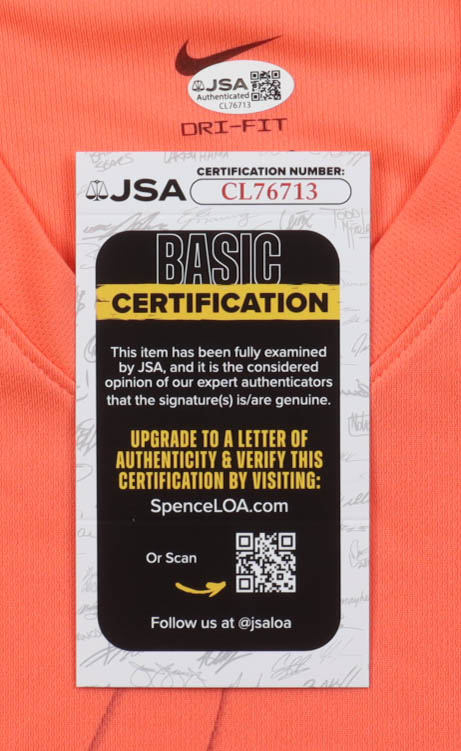 JSA
Authenticated
CL76713
DRI-FIT
JSA
CERTIFICATION NUMBER:
CL76713
BASIC
CERTIFICATION
This item has been fully examined
by JSA, and it is the considered
opinion of our expert authenticators
that the signature(s) is/are genuine.
UPGRADE TO A LETTER OF
AUTHENTICITY & VERIFY THIS
CERTIFICATION BY VISITING:
SpenceLOA.com
Or Scan
Follow us at @jsaloa